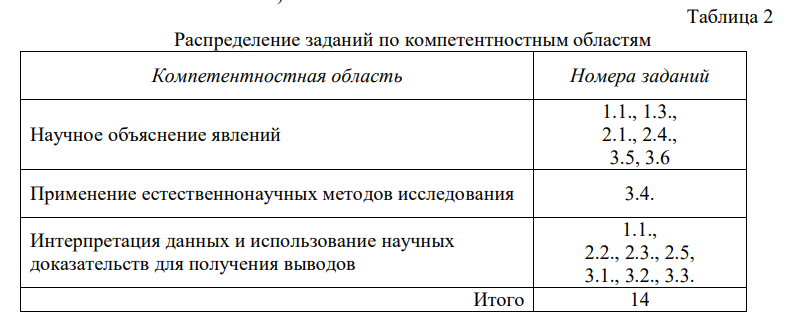 Таблица 2
Распределение заданий по компетентностным областям
Компетентностная область
Номера заданий
Научное объяснение явлений
1.1., 1.3.,
2.1., 2.4.,
3.5, 3.6
Применение естественнонаучных методов исследования
3.4.
Интерпретация данных и использование научных
доказательств для получения выводов
1.1.,
2.2., 2.3., 2.5,
3.1., 3.2., 3.3.
Итого
14